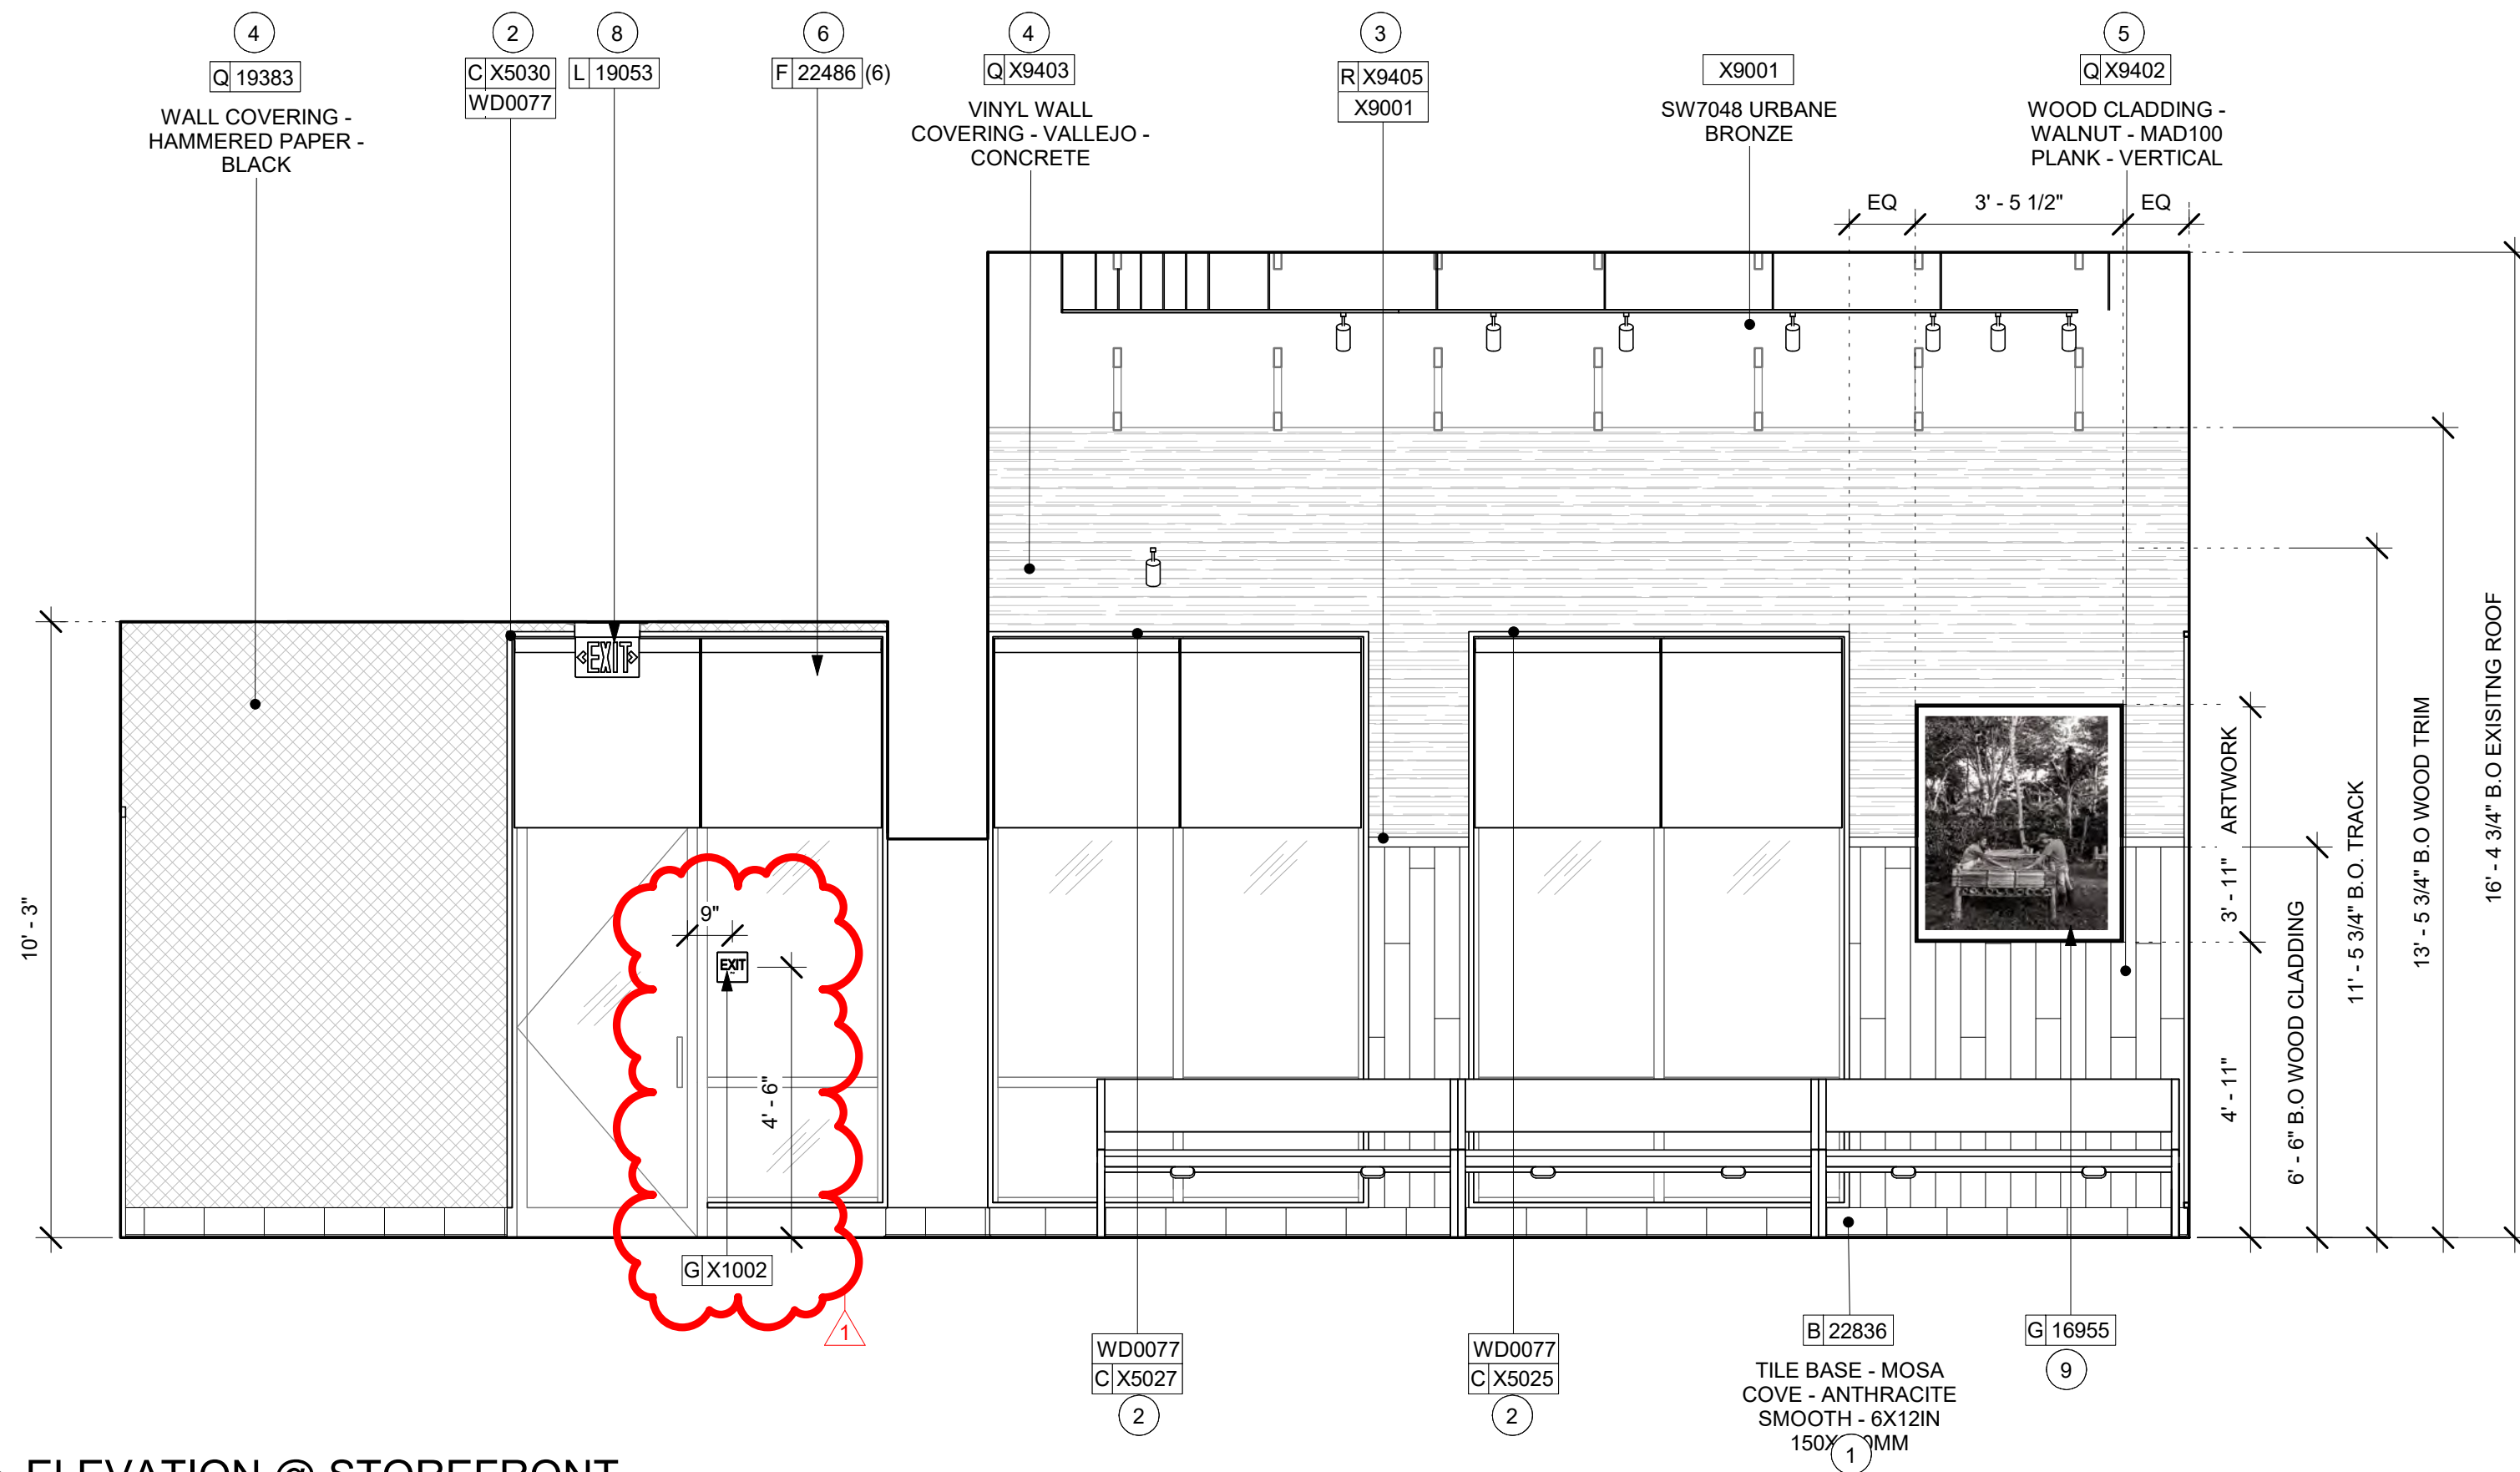 4
Q 19383
WALL COVERING -
HAMMERED PAPER -
BLACK
2
C X5030
WD0077
8
L 19053
6
F 22486 (6)
4
Q X9403
VINYL WALL
COVERING - VALLEJO -
CONCRETE
3
R X9405
X9001
X9001
SW7048 URBANE
BRONZE
5
Q X9402
WOOD CLADDING -
WALNUT - MAD100
PLANK - VERTICAL
EQ
3' - 5 1/2"
EQ
10' - 3"
EXIT
9"
EXIT
4' - 6"
G X1002
1
3' - 11" ARTWORK
4' - 11"
6' - 6" B.O WOOD CLADDING
11' - 5 3/4" B.O. TRACK
13' - 5 3/4" B.O WOOD TRIM
16' - 4 3/4" B.O EXISITNG ROOF
WD0077
C X5027
2
WD0077
C X5025
2
B 22836
TILE BASE - MOSA
COVE - ANTHRACITE
SMOOTH - 6X12IN
1
G 16955
9
ELEVATION @ STOREFRONT